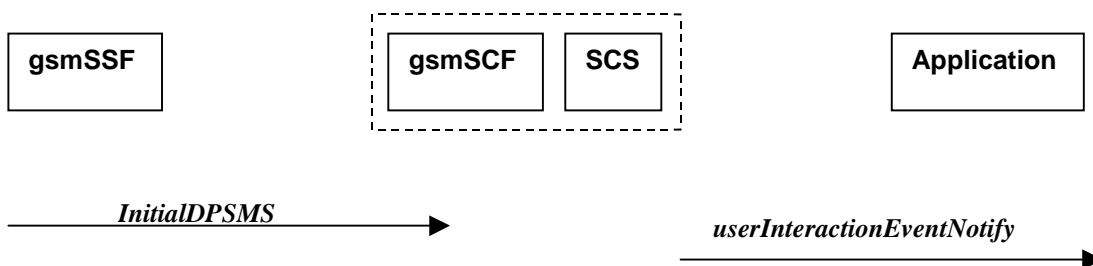 gsmSSF
gsmSCF
SCS
Application
InitialDPSMS
userInteractionEventNotify